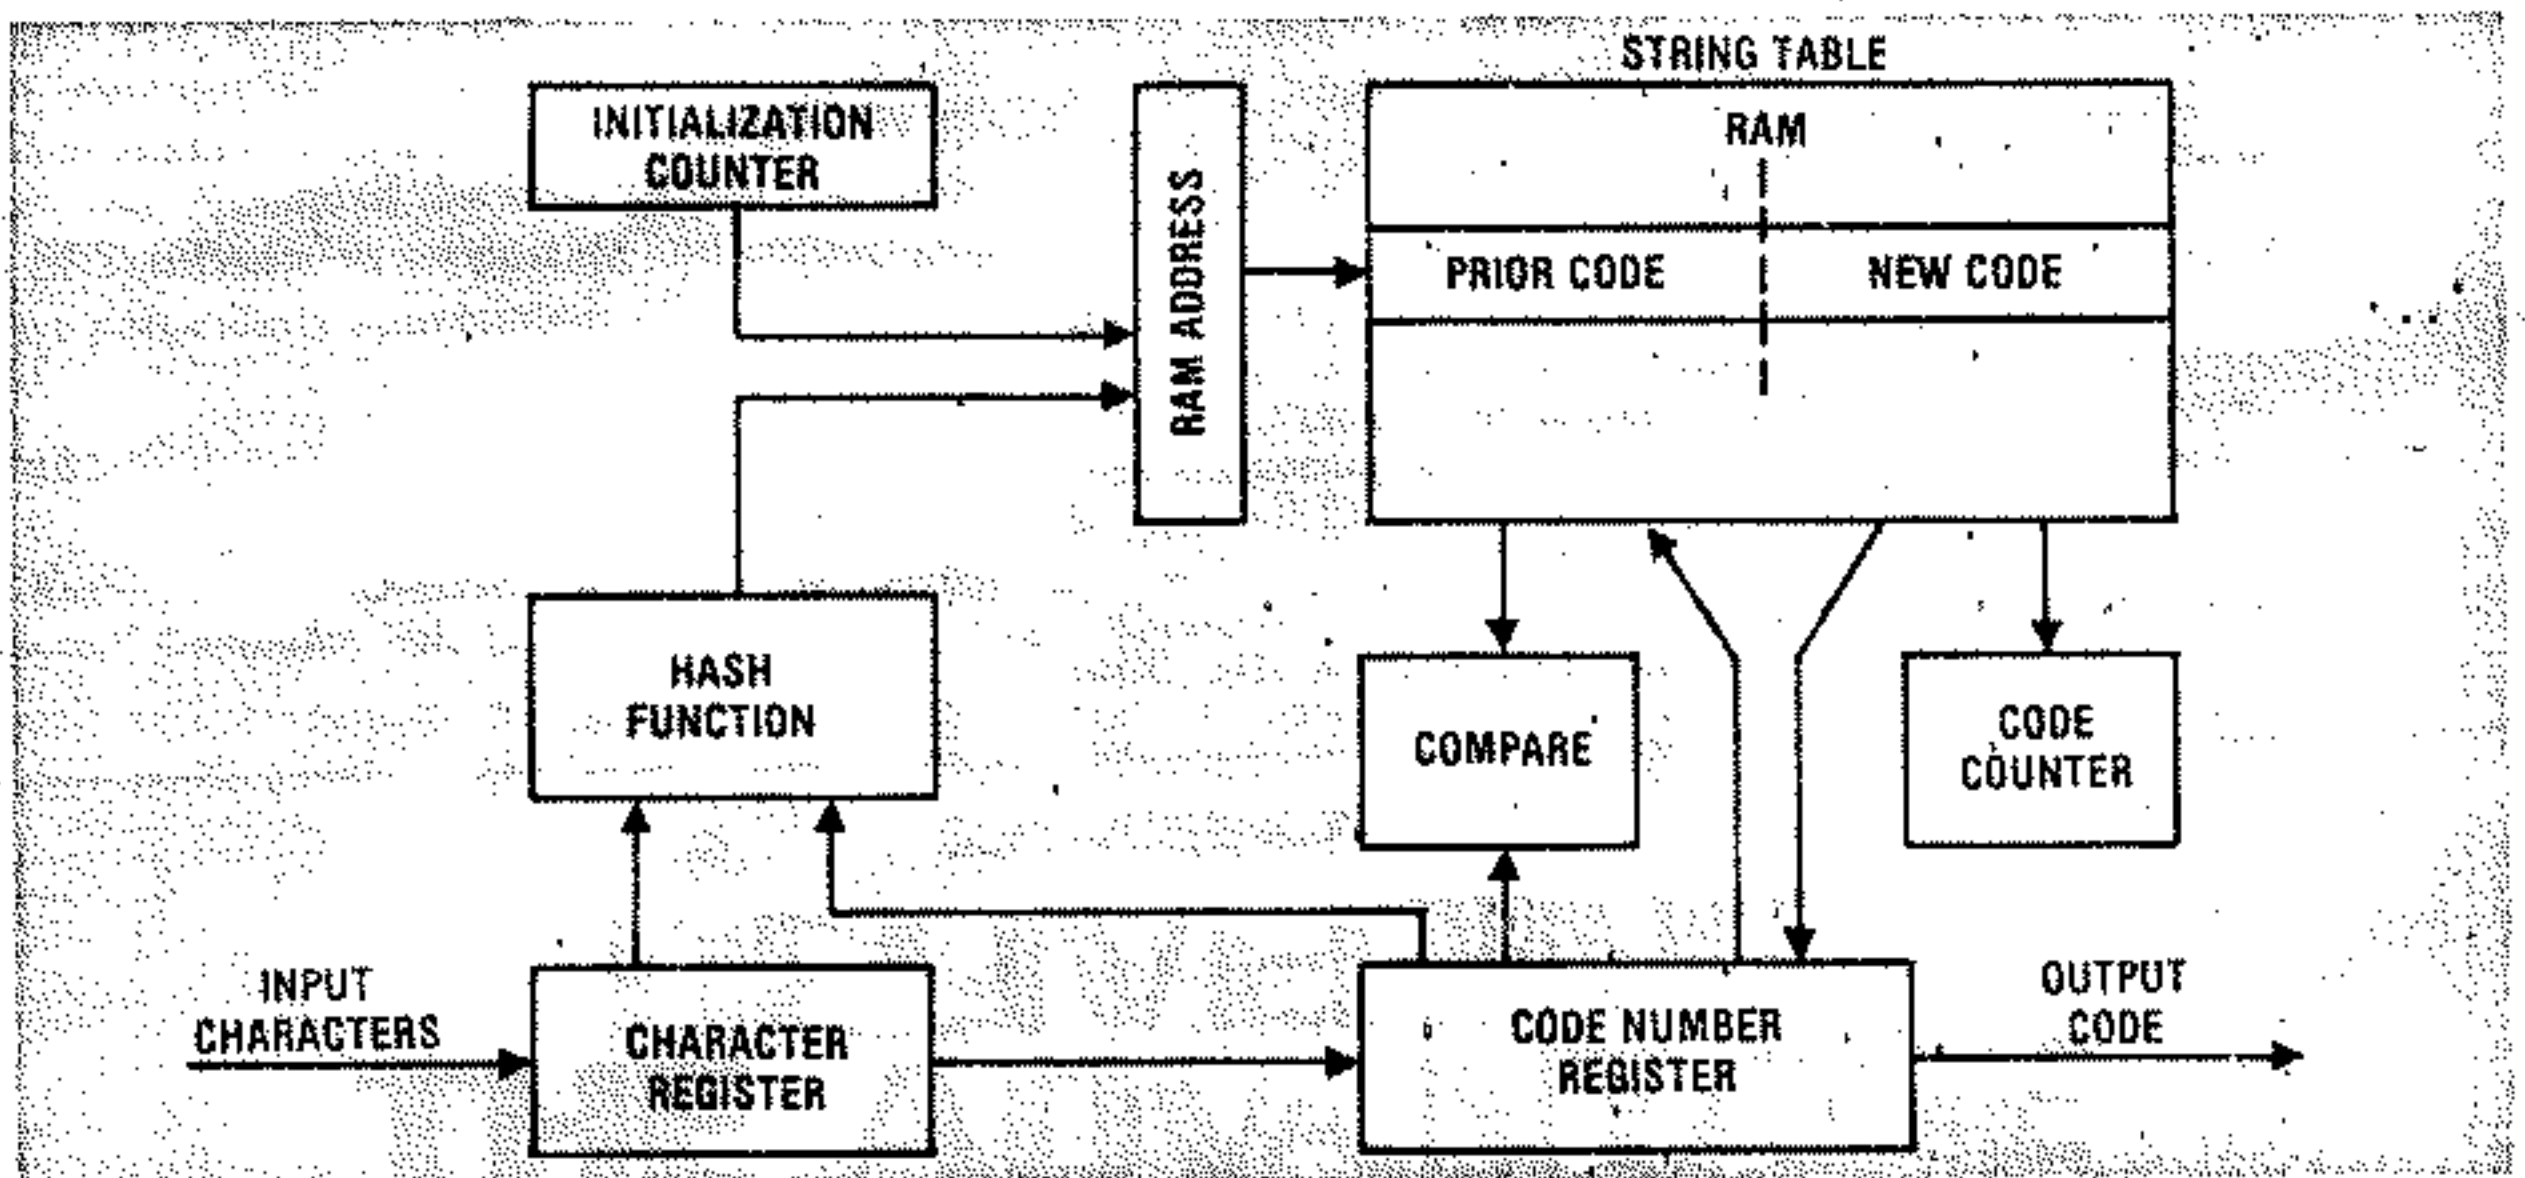 STRING TABLE
INITIALIZATION
COUNTER
RAM ADDRESS
RAM
PRIOR CODE
NEW CODE
HASH
FUNCTION
COMPARE
CODE
COUNTER
INPUT
CHARACTERS
CHARACTER
REGISTER
CODE NUMBER
REGISTER
OUTPUT
CODE